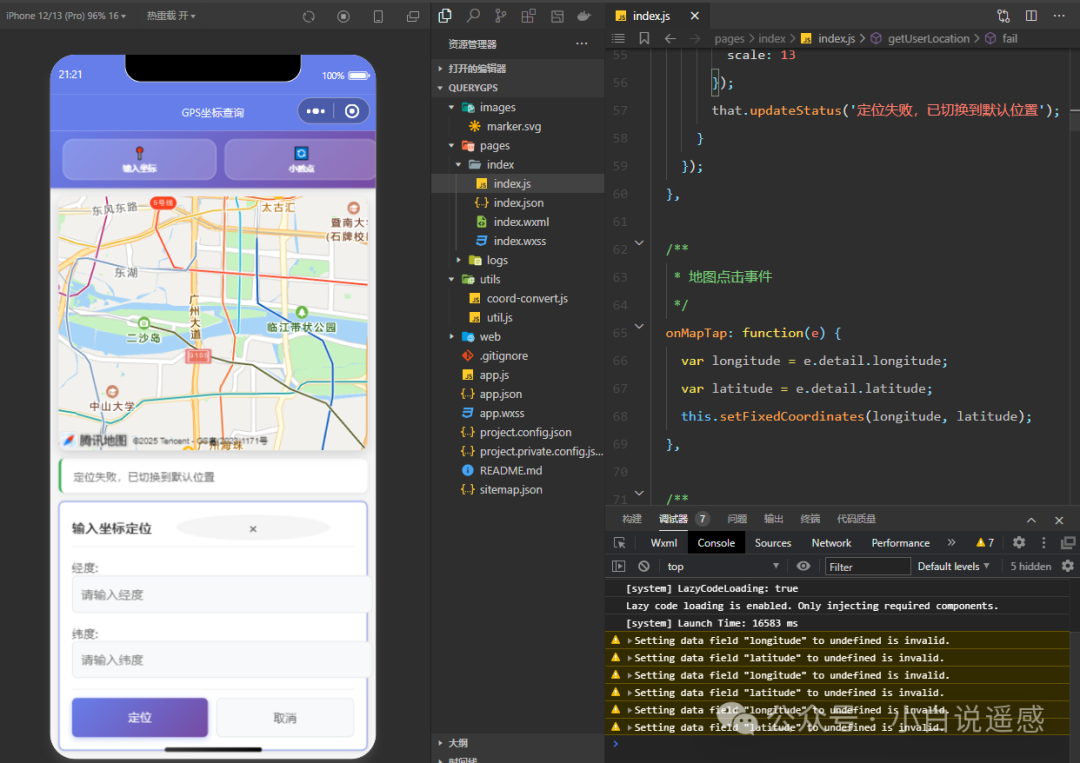 iPhone 12/13 (Pro) 96% 16
热重载 开
21:21
100%
GPS坐标查询
输入坐标
小数点
东风东路
5号线
太古汇
暨南大
(石牌校
东湖
广州大道
二沙岛
临江带状公园
S100
中山大学
腾讯地图
©2025 Tencent - GS粤(2023)1171号
广州海珠
定位失败，已切换到默认位置
输入坐标定位
×
经度:
请输入经度
纬度:
请输入纬度
定位
取消
资源管理器
打开的编辑器
QUERYGPS
images
marker.svg
pages
index
index.js
index.json
index.wxml
index.wxss
logs
utils
coord-convert.js
util.js
web
.gitignore
app.js
app.json
app.wxss
project.config.json
project.private.config.js...
README.md
sitemap.json
大纲
时间线
index.js
pages > index > index.js > getUserLocation > fail
55 scale: 13
56 });
57 that.updateStatus('定位失败，已切换到默认位置');
58 }
59 });
60 },
61
62 /**
63 * 地图点击事件
64 */
65 onMapTap: function(e) {
66 var longitude = e.detail.longitude;
67 var latitude = e.detail.latitude;
68 this.setFixedCoordinates(longitude, latitude);
69 },
70
71 /**
构建 调试器 7 问题 输出 终端 代码质量
Wxml Console Sources Network Performance » 7
top Filter Default levels 5 hidden
[system] LazyCodeLoading: true
Lazy code loading is enabled. Only injecting required components.
[system] Launch Time: 16583 ms
Setting data field "longitude" to undefined is invalid.
Setting data field "latitude" to undefined is invalid.
Setting data field "longitude" to undefined is invalid.
Setting data field "latitude" to undefined is invalid.
Setting data field "longitude" to undefined is invalid.
Setting data field "latitude" to undefined is invalid.
公众号 · 小白说遥感